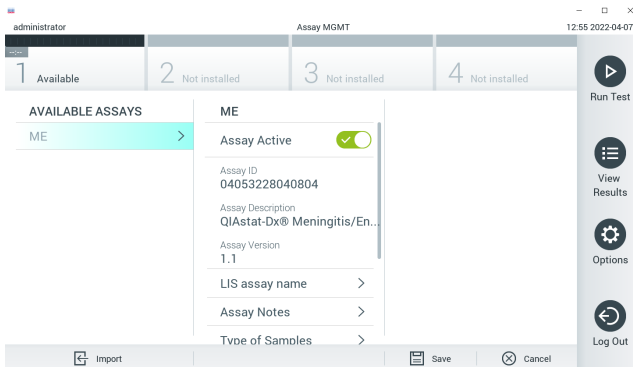 administrator Assay MGMT 12:55 2022-04-07
--:--
1 Available 2 Not installed 3 Not installed 4 Not installed
Run Test
AVAILABLE ASSAYS
ME
ME
Assay Active
Assay ID
04053228040804
Assay Description
QIAstat-Dx® Meningitis/En...
Assay Version
1.1
LIS assay name
Assay Notes
Type of Samples
View
Results
Options
Log Out
Import Save Cancel